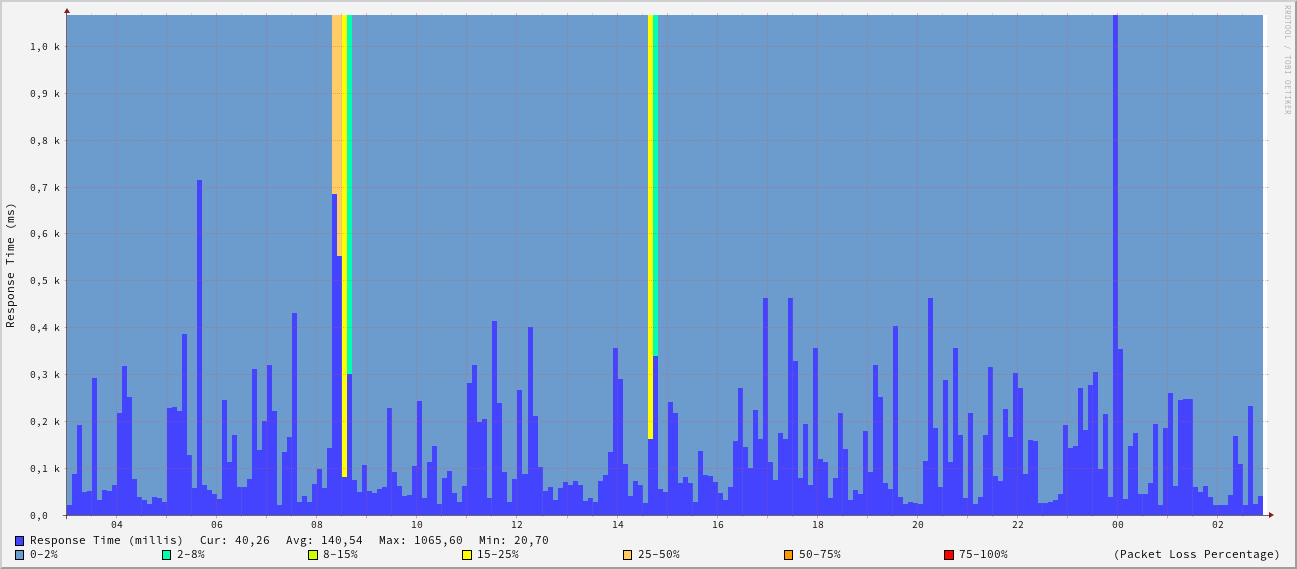 RRDTOOL / TOBI OETIKER
Response Time (ms)
1,0 k
0,9 k
0,8 k
0,7 k
0,6 k
0,5 k
0,4 k
0,3 k
0,2 k
0,1 k
0,0
04 06 08 10 12 14 16 18 20 22 00 02
Response Time (millis) Cur: 40,26 Avg: 140,54 Max: 1065,60 Min: 20,70
0-2% 2-8% 8-15% 15-25% 25-50% 50-75% 75-100% (Packet Loss Percentage)